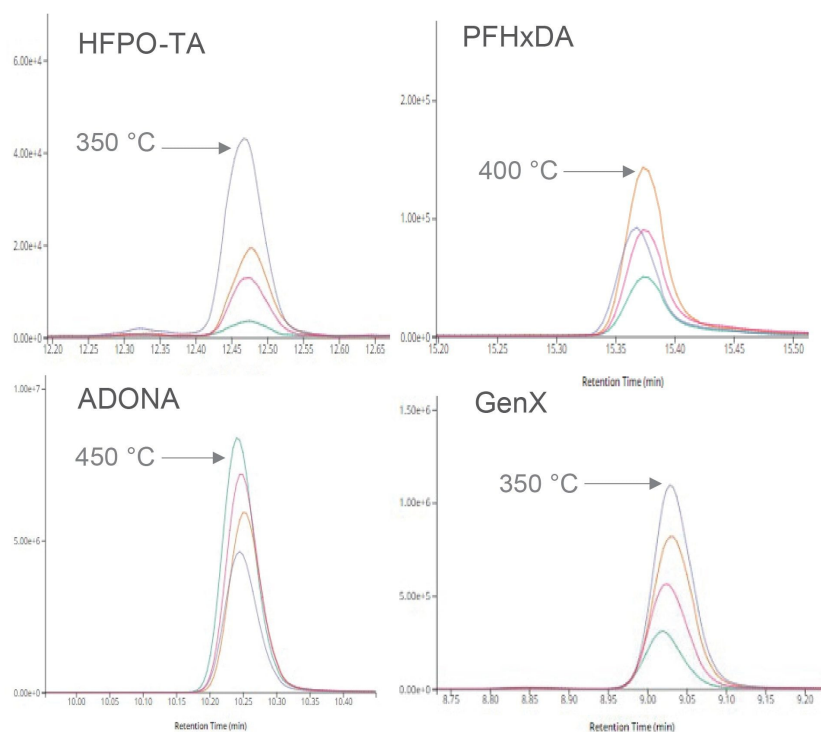 HFPO-TA
6.00e+4
350 °C
4.00e+4
2.00e+4
0.00e+0
12.20 12.25 12.30 12.35 12.40 12.45 12.50 12.55 12.60 12.65
PFHxDA
2.00e+5
400 °C
1.00e+5
0.00e+0
15.20 15.25 15.30 15.35 15.40 15.45 15.50
Retention Time (min)
1.00e+7
ADONA
450 °C
5.00e+6
0.00e+0
10.00 10.05 10.10 10.15 10.20 10.25 10.30 10.35 10.40
Retention Time (min)
1.50e+6
GenX
350 °C
1.00e+6
5.00e+5
0.00e+0
8.75 8.80 8.85 8.90 8.95 9.00 9.05 9.10 9.15 9.20
Retention Time (min)